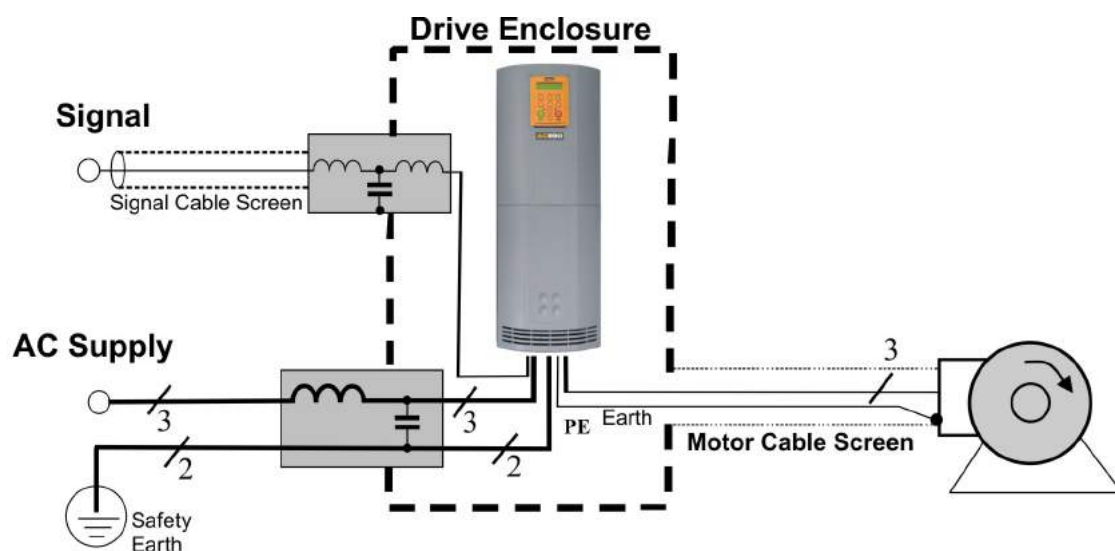 Drive Enclosure
Signal
Signal Cable Screen
AC Supply
3
3
3
2
2
PE
Earth
Motor Cable Screen
Safety
Earth